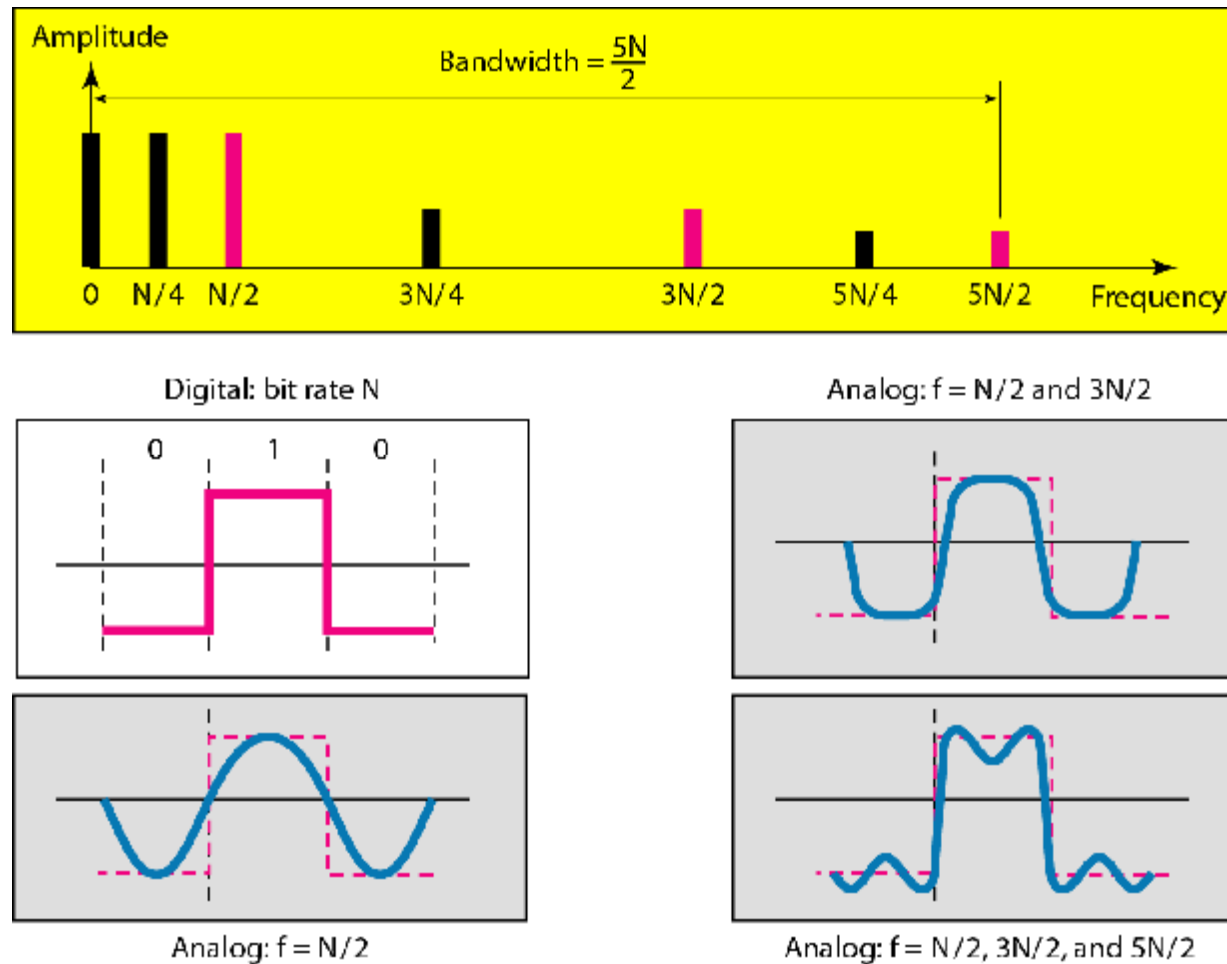 Amplitude
Bandwidth = 5N/2
0 N/4 N/2 3N/4 3N/2 5N/4 5N/2 Frequency
Digital: bit rate N
0 1 0
Analog: f = N/2 and 3N/2
Analog: f = N/2
Analog: f = N/2, 3N/2, and 5N/2